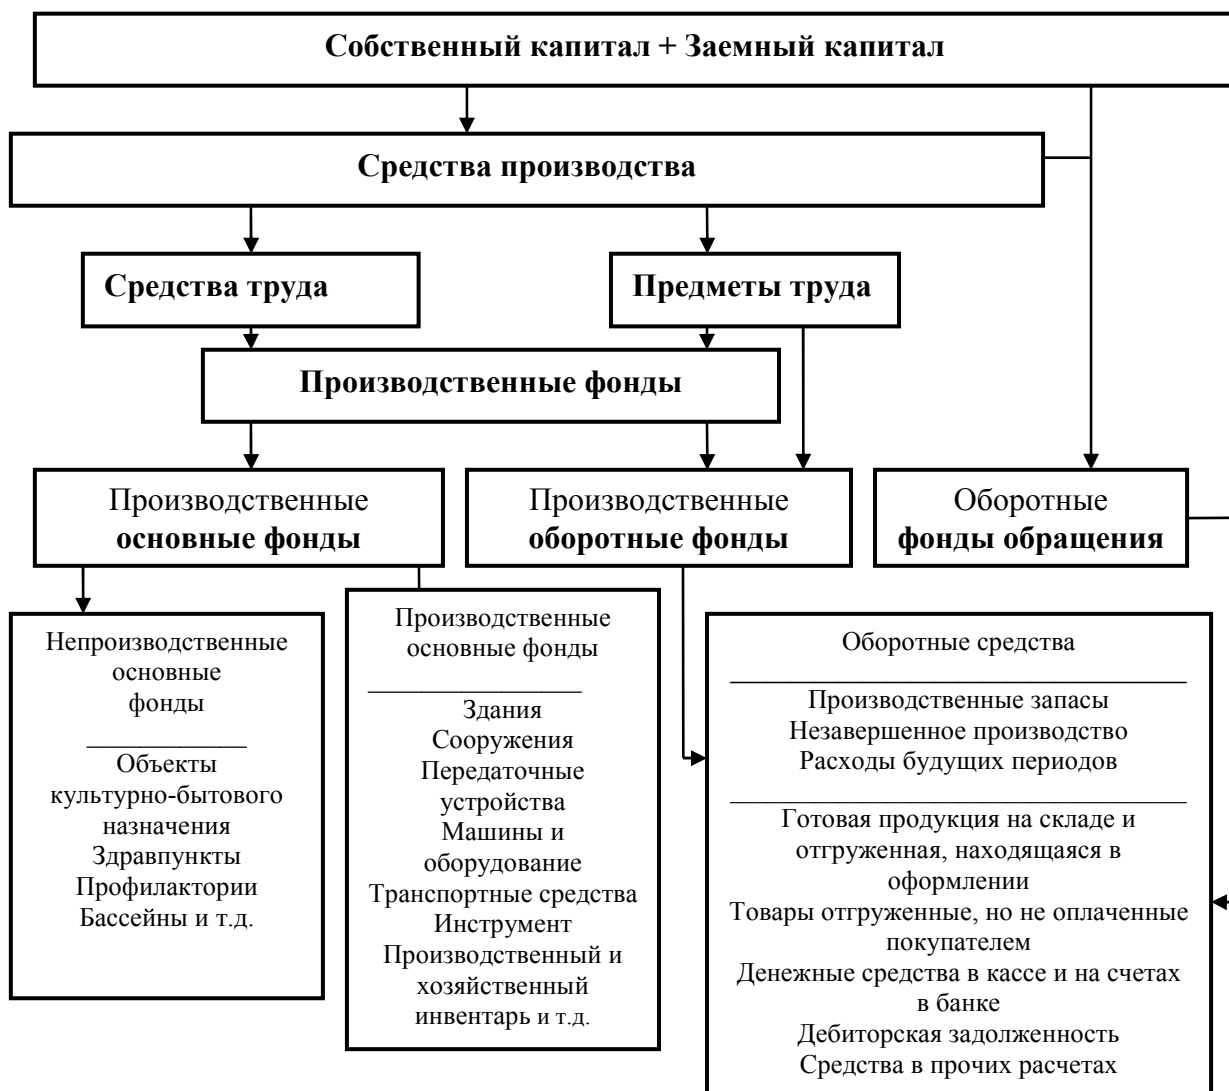 Собственный капитал + Заемный капитал
Средства производства
Средства труда
Предметы труда
Производственные фонды
Производственные
основные фонды
Производственные
оборотные фонды
Оборотные
фонды обращения
Непроизводственные
основные
фонды
Объекты
культурно-бытового
назначения
Здравпункты
Профилактории
Бассейны и т.д.
Производственные
основные фонды
Здания
Сооружения
Передаточные
устройства
Машины и
оборудование
Транспортные средства
Инструмент
Производственный и
хозяйственный
инвентарь и т.д.
Оборотные средства
Производственные запасы
Незавершенное производство
Расходы будущих периодов
Готовая продукция на складе и
отгруженная, находящаяся в
оформлении
Товары отгруженные, но не оплаченные
покупателем
Денежные средства в кассе и на счетах
в банке
Дебиторская задолженность
Средства в прочих расчетах